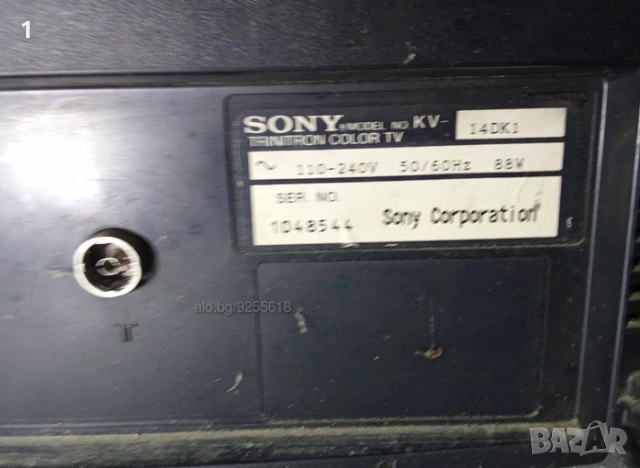 1
SONY ®MODEL NO KV- 14DK1
TRINITRON COLOR TV
110-240V 50/60Hz 88W
SER. NO.
1048544 Sony Corporation
alo.bg/9255618
BAZAR